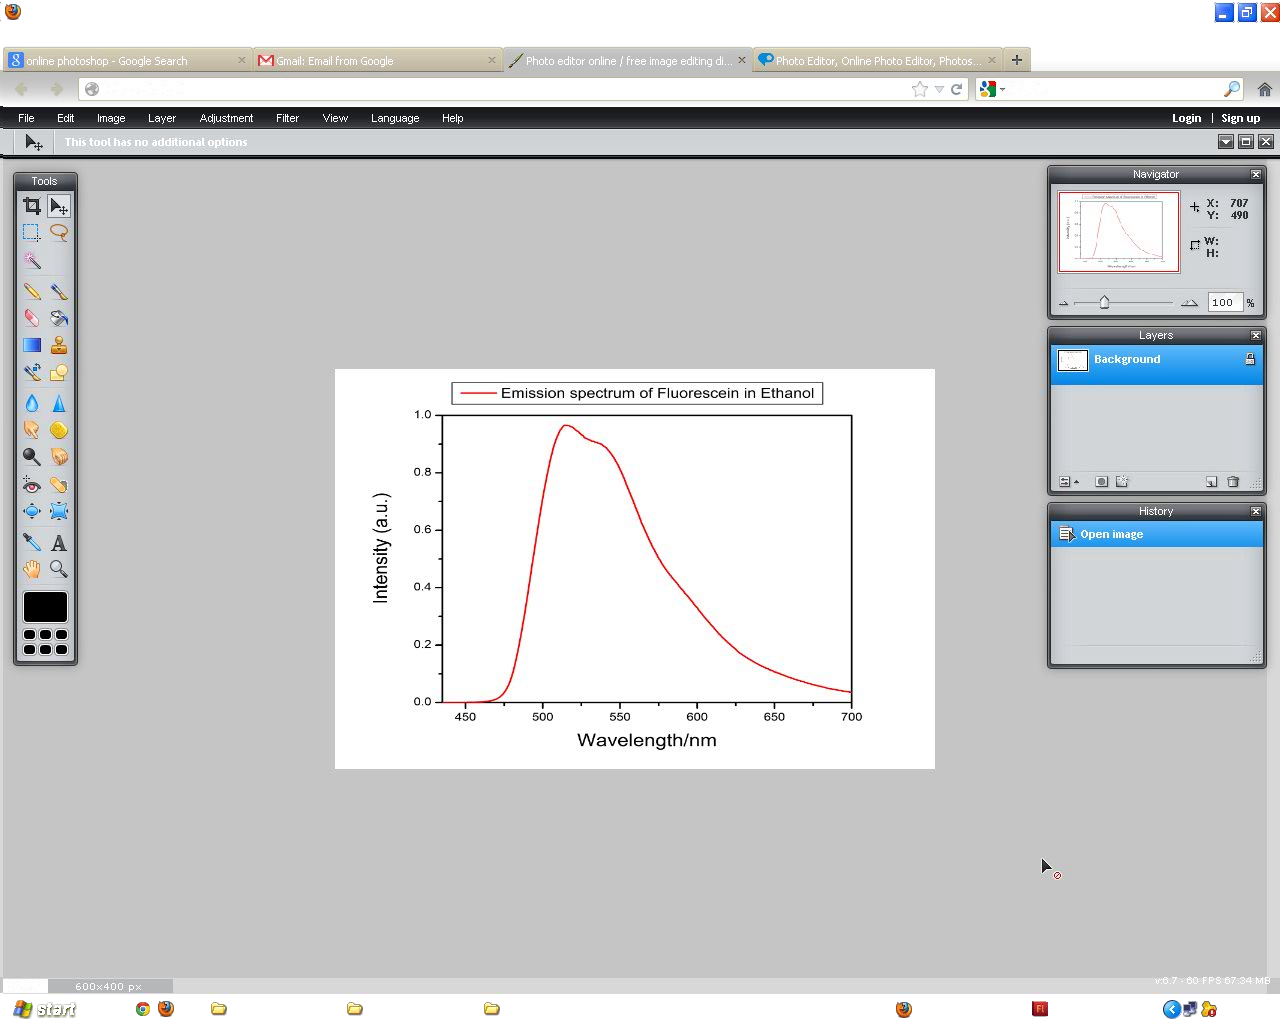 online photoshop - Google Search
Gmail: Email from Google
Photo editor online / free image editing di...
Photo Editor, Online Photo Editor, Photos...
File Edit Image Layer Adjustment Filter View Language Help
Login | Sign up
This tool has no additional options
Tools
Navigator
X: 707
Y: 490
W:
H:
100 %
Layers
Background
History
Open image
Emission spectrum of Fluorescein in Ethanol
1.0
0.8
0.6
0.4
0.2
0.0
Intensity (a.u.)
450 500 550 600 650 700
Wavelength/nm
600x400 px
v:6.7 - 60 FPS 67.34 MB
start